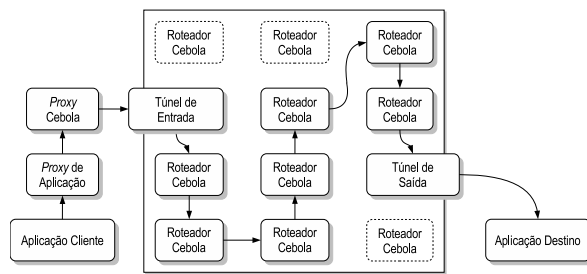 Roteador
Cebola
Roteador
Cebola
Roteador
Cebola
Proxy
Cebola
Túnel de
Entrada
Roteador
Cebola
Roteador
Cebola
Proxy de
Aplicação
Roteador
Cebola
Roteador
Cebola
Túnel de
Saída
Aplicação Cliente
Roteador
Cebola
Roteador
Cebola
Roteador
Cebola
Aplicação Destino